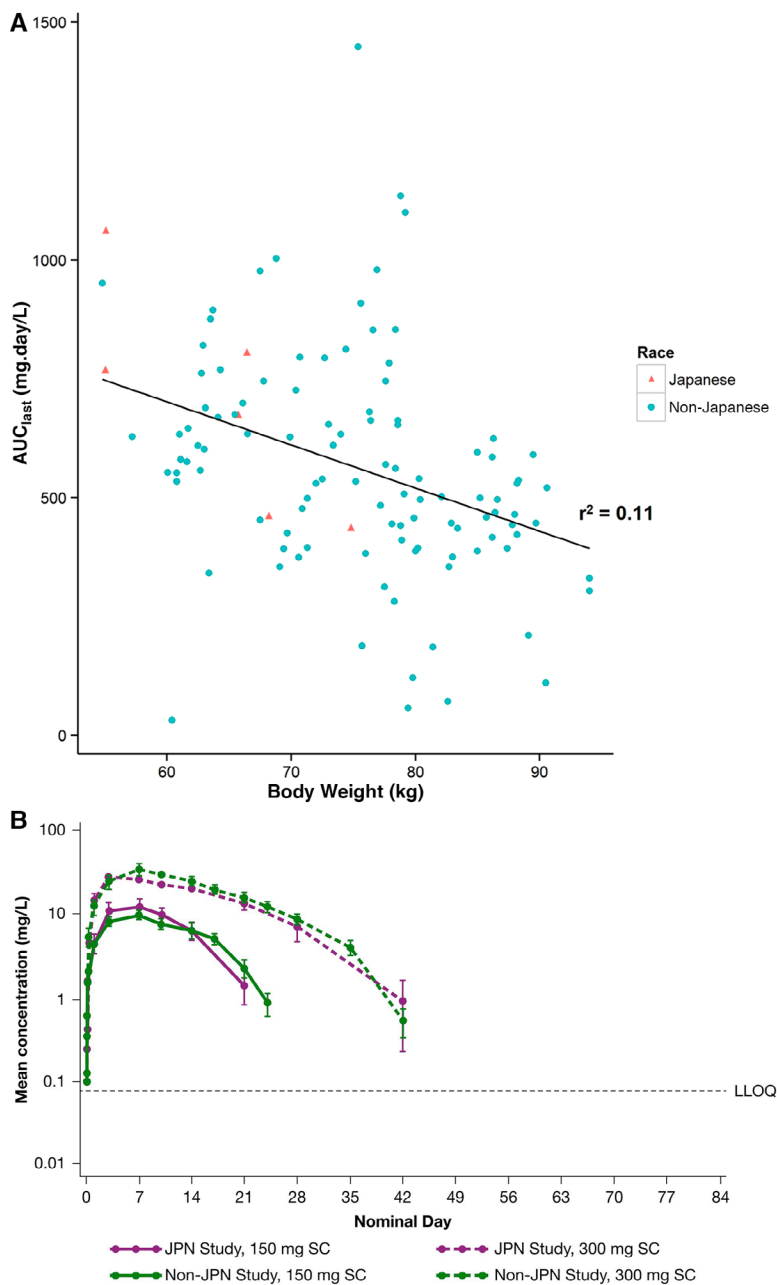 A
1500
1000
500
0
AUClast (mg.day/L)
60 70 80 90
Body Weight (kg)
r² = 0.11
Race
Japanese
Non-Japanese
B
100
10
1
0.1
0.01
Mean concentration (mg/L)
LLOQ
0 7 14 21 28 35 42 49 56 63 70 77 84
Nominal Day
JPN Study, 150 mg SC JPN Study, 300 mg SC
Non-JPN Study, 150 mg SC Non-JPN Study, 300 mg SC